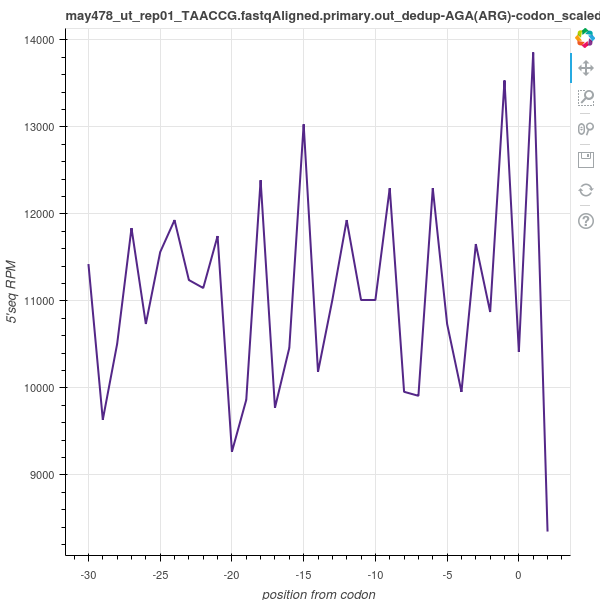 may478_ut_rep01_TAACCG.fastqAligned.primary.out_dedup-AGA(ARG)-codon_scaled
14000
13000
12000
11000
10000
9000
5'seq RPM
-30 -25 -20 -15 -10 -5 0
position from codon